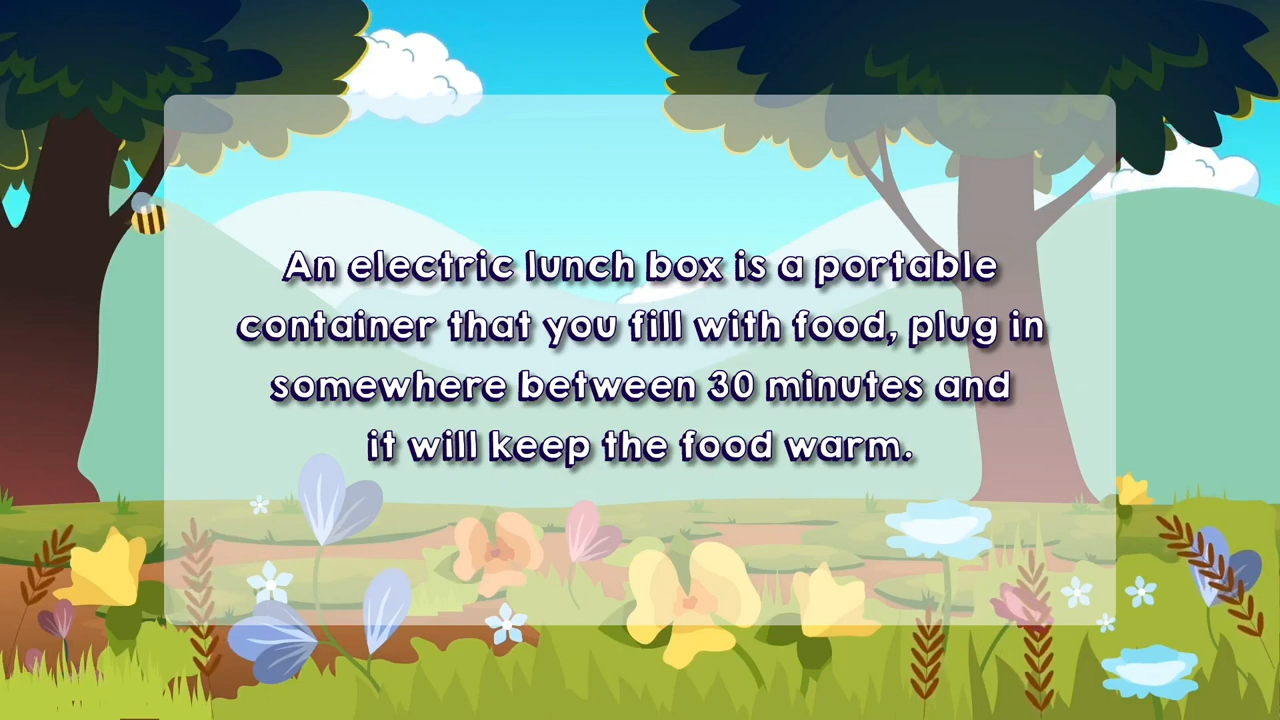 An electric lunch box is a portable
container that you fill with food, plug in
somewhere between 30 minutes and
it will keep the food warm.